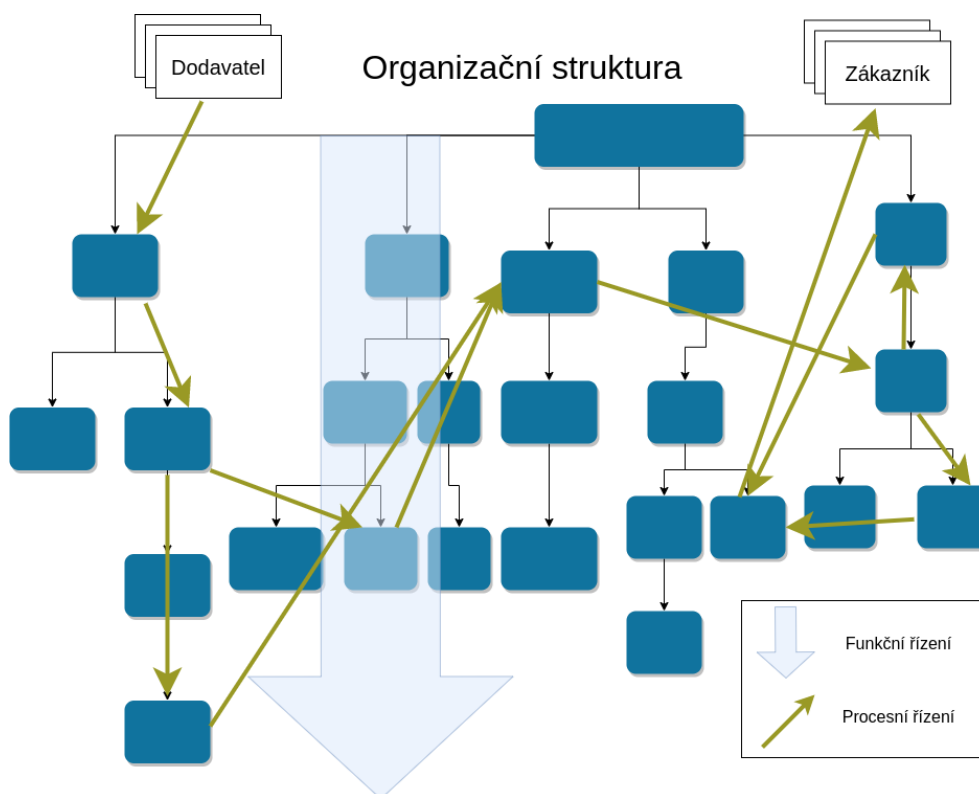 Dodavatel
Organizační struktura
Zákazník
Funkční řízení
Procesní řízení